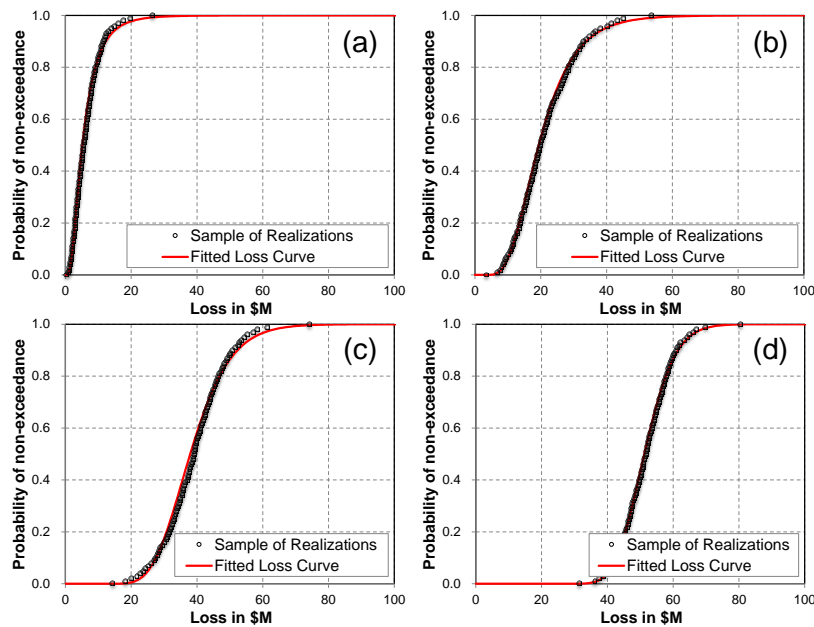 1.0
0.8
0.6
0.4
0.2
0.0
Probability of non-exceedance
(a)
Sample of Realizations
Fitted Loss Curve
0 20 40 60 80 100
Loss in $M
1.0
0.8
0.6
0.4
0.2
0.0
Probability of non-exceedance
(b)
Sample of Realizations
Fitted Loss Curve
0 20 40 60 80 100
Loss in $M
1.0
0.8
0.6
0.4
0.2
0.0
Probability of non-exceedance
(c)
Sample of Realizations
Fitted Loss Curve
0 20 40 60 80 100
Loss in $M
1.0
0.8
0.6
0.4
0.2
0.0
Probability of non-exceedance
(d)
Sample of Realizations
Fitted Loss Curve
0 20 40 60 80 100
Loss in $M